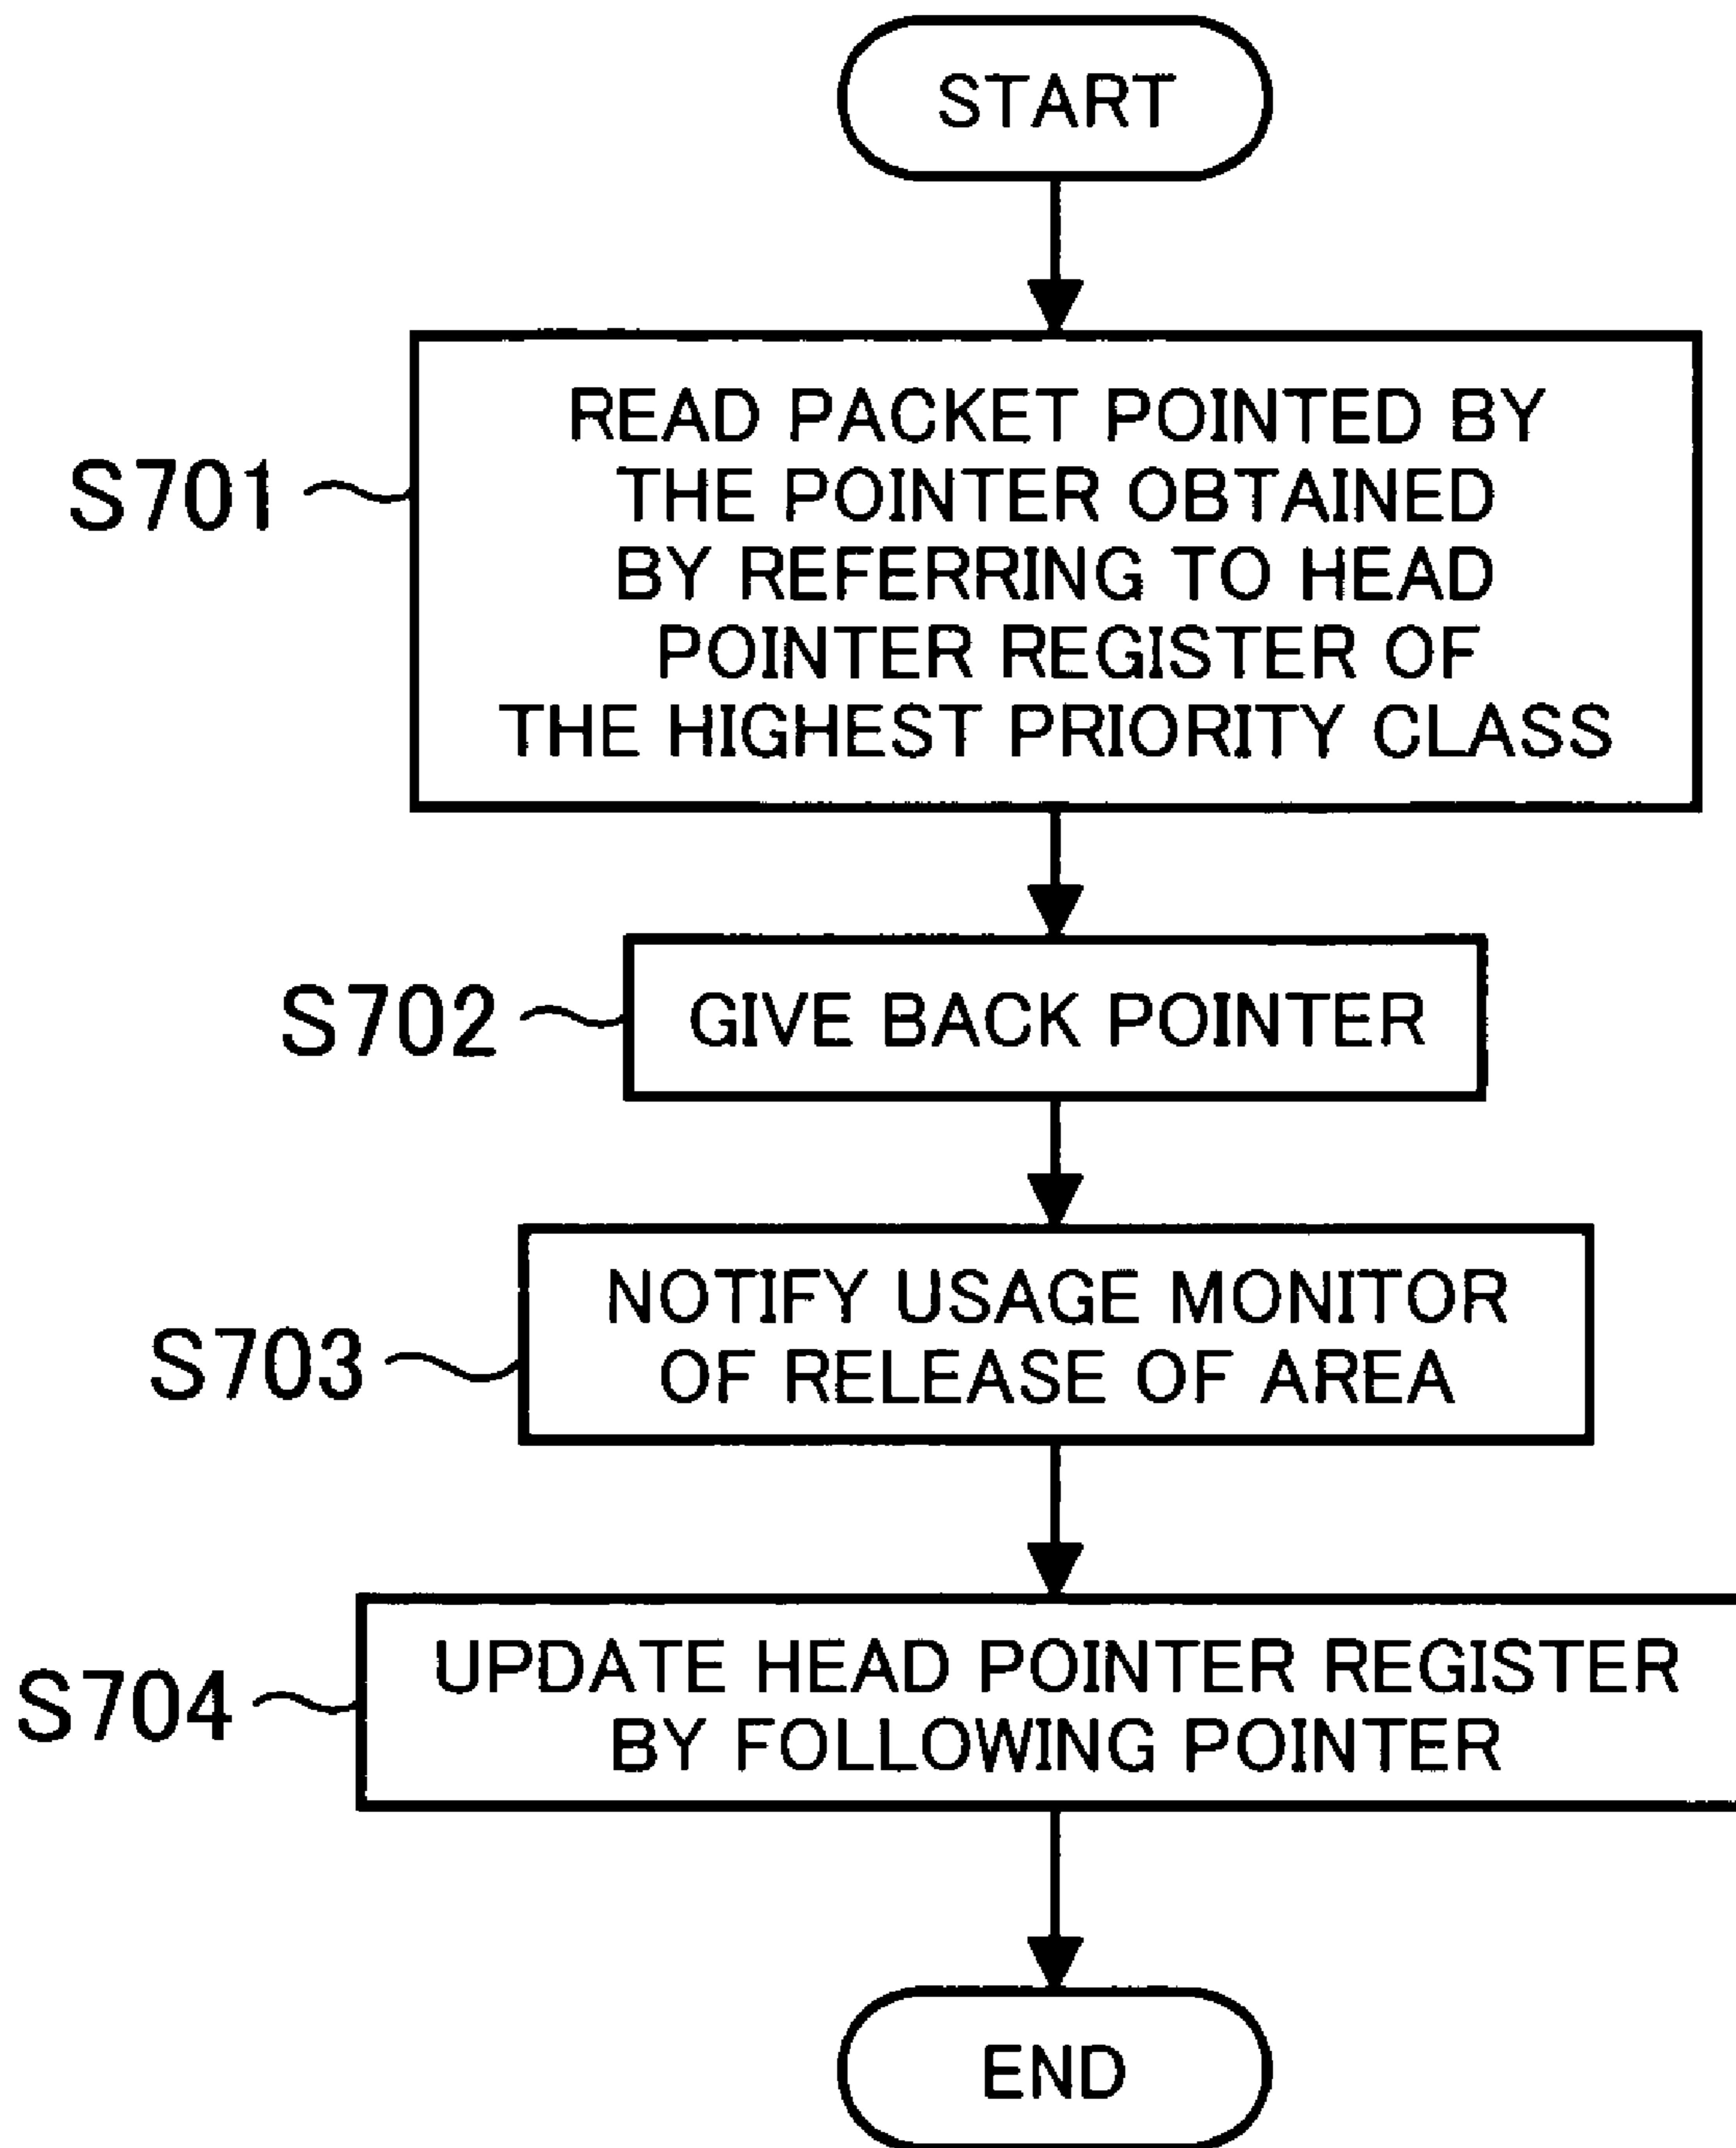 START
READ PACKET POINTED BY
THE POINTER OBTAINED
BY REFERRING TO HEAD
POINTER REGISTER OF
THE HIGHEST PRIORITY CLASS
S701
GIVE BACK POINTER
S702
NOTIFY USAGE MONITOR
OF RELEASE OF AREA
S703
UPDATE HEAD POINTER REGISTER
BY FOLLOWING POINTER
S704
END